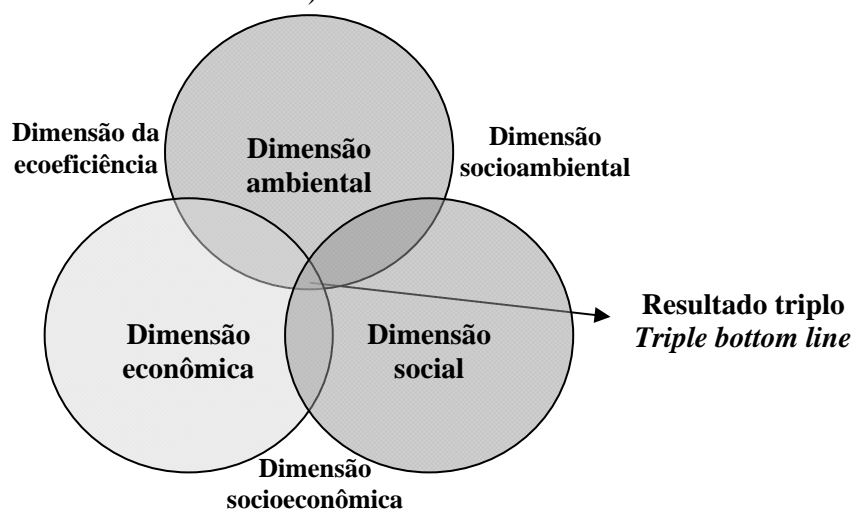 )
Dimensão da
ecoeficiência
Dimensão
ambiental
Dimensão
socioambiental
Dimensão
econômica
Dimensão
social
Resultado triplo
Triple bottom line
Dimensão
socioeconômica